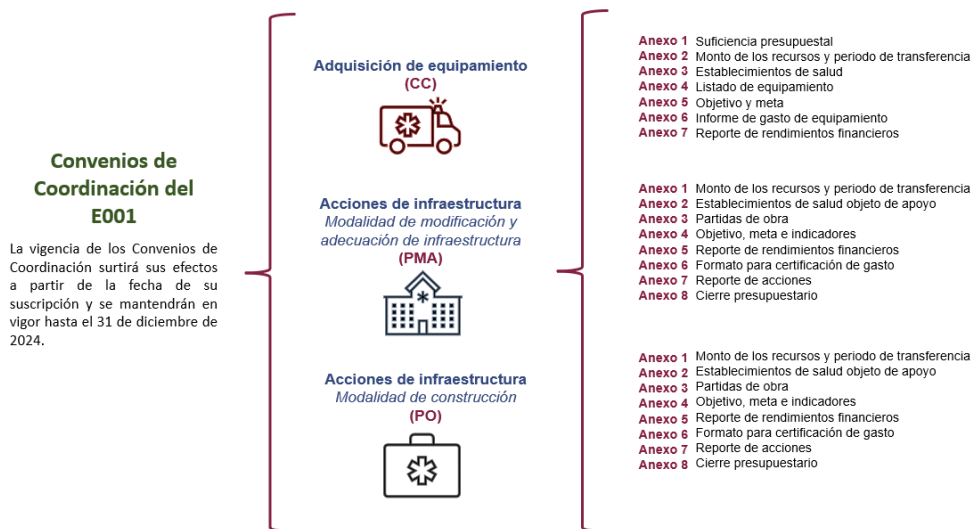 Convenios de
Coordinación del
E001
La vigencia de los Convenios de
Coordinación surtirá sus efectos
a partir de la fecha de su
suscripción y se mantendrán en
vigor hasta el 31 de diciembre de
2024.
Adquisición de equipamiento
(CC)
Acciones de infraestructura
Modalidad de modificación y
adecuación de infraestructura
(PMA)
Acciones de infraestructura
Modalidad de construcción
(PO)
Anexo 1 Suficiencia presupuestal
Anexo 2 Monto de los recursos y periodo de transferencia
Anexo 3 Establecimientos de salud
Anexo 4 Listado de equipamiento
Anexo 5 Objetivo y meta
Anexo 6 Informe de gasto de equipamiento
Anexo 7 Reporte de rendimientos financieros
Anexo 1 Monto de los recursos y periodo de transferencia
Anexo 2 Establecimientos de salud objeto de apoyo
Anexo 3 Partidas de obra
Anexo 4 Objetivo, meta e indicadores
Anexo 5 Reporte de rendimientos financieros
Anexo 6 Formato para certificación de gasto
Anexo 7 Reporte de acciones
Anexo 8 Cierre presupuestario
Anexo 1 Monto de los recursos y periodo de transferencia
Anexo 2 Establecimientos de salud objeto de apoyo
Anexo 3 Partidas de obra
Anexo 4 Objetivo, meta e indicadores
Anexo 5 Reporte de rendimientos financieros
Anexo 6 Formato para certificación de gasto
Anexo 7 Reporte de acciones
Anexo 8 Cierre presupuestario